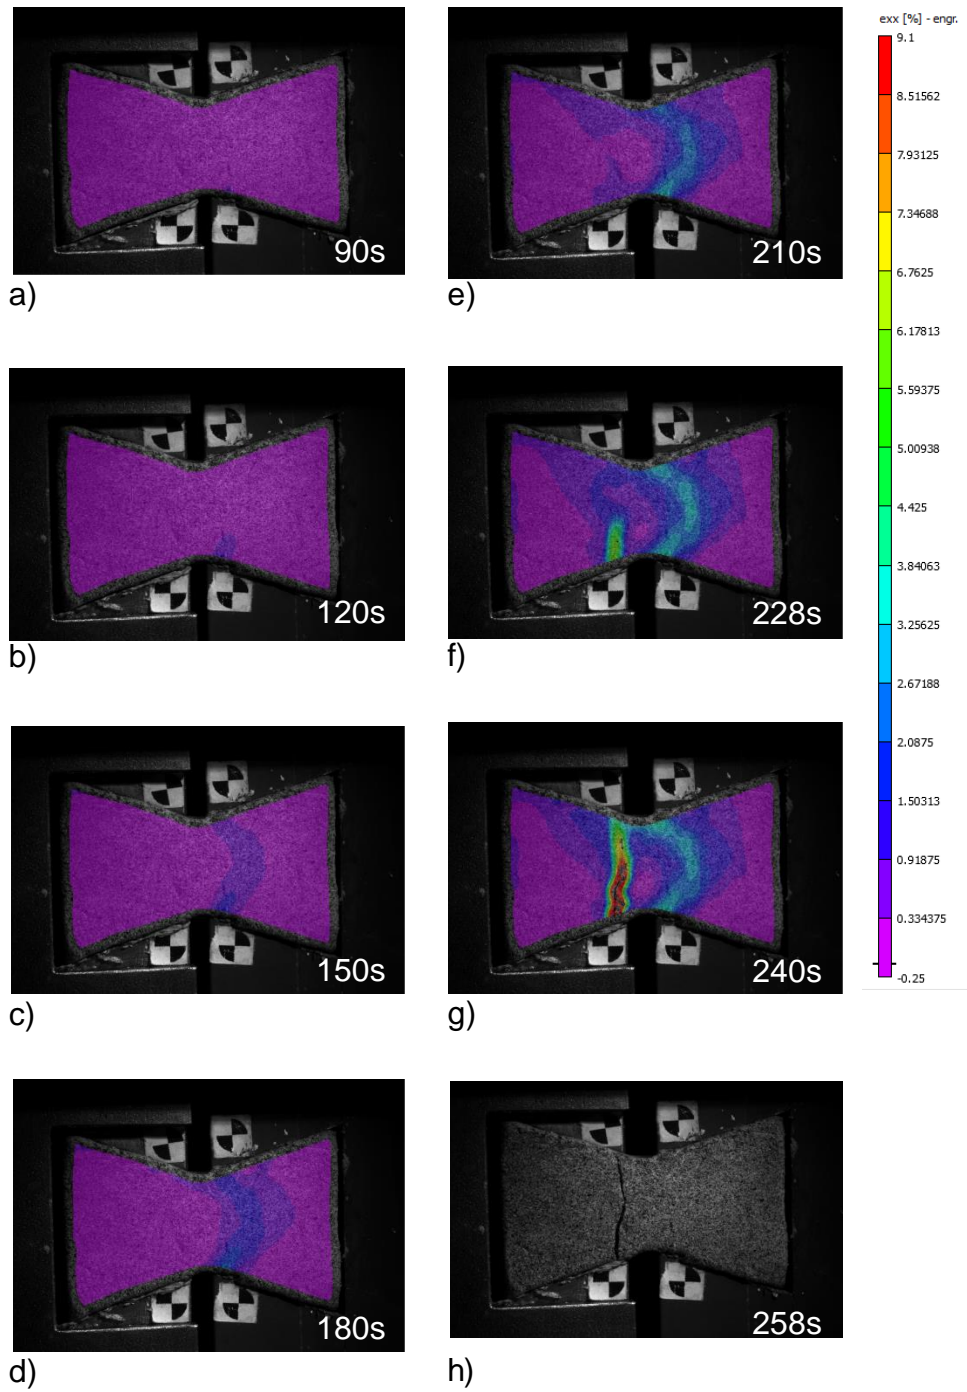 90s
a)
120s
b)
150s
c)
180s
d)
210s
e)
228s
f)
240s
g)
258s
h)
exx [%] - engr.
9.1
8.51562
7.93125
7.34688
6.7625
6.17813
5.59375
5.00938
4.425
3.84063
3.25625
2.67188
2.0875
1.50313
0.91875
0.334375
-0.25